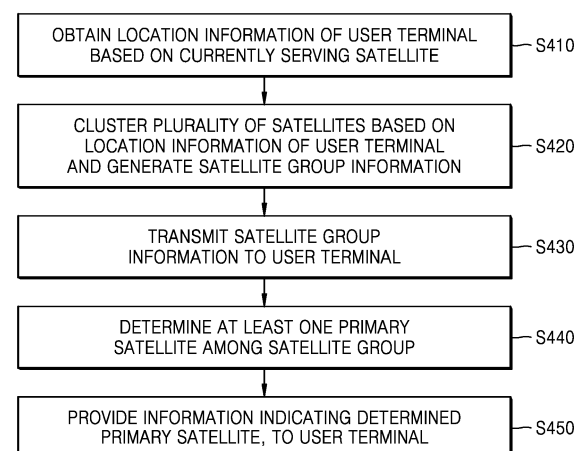 OBTAIN LOCATION INFORMATION OF USER TERMINAL
BASED ON CURRENTLY SERVING SATELLITE
S410
CLUSTER PLURALITY OF SATELLITES BASED ON
LOCATION INFORMATION OF USER TERMINAL
AND GENERATE SATELLITE GROUP INFORMATION
S420
TRANSMIT SATELLITE GROUP
INFORMATION TO USER TERMINAL
S430
DETERMINE AT LEAST ONE PRIMARY
SATELLITE AMONG SATELLITE GROUP
S440
PROVIDE INFORMATION INDICATING DETERMINED
PRIMARY SATELLITE, TO USER TERMINAL
S450